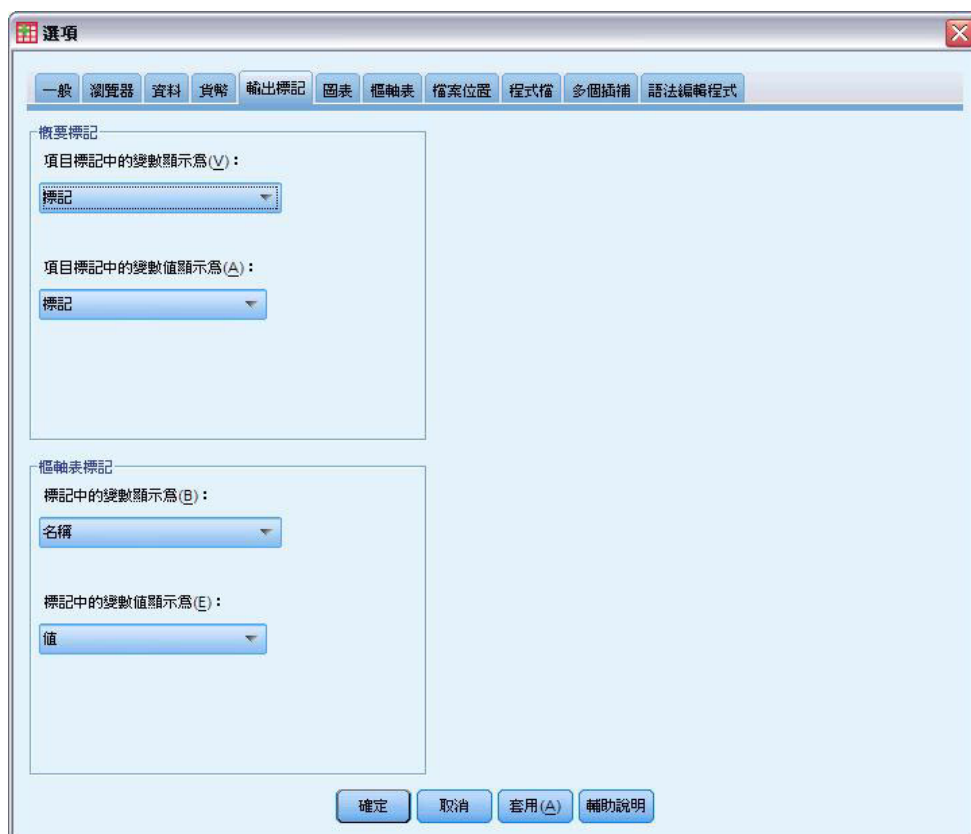 選項
一般 瀏覽器 資料 貨幣 輸出標記 圖表 樞軸表 檔案位置 程式檔 多個插補 語法編輯程式
概要標記
項目標記中的變數顯示為(V)：
標記
項目標記中的變數值顯示為(A)：
標記
樞軸表標記
標記中的變數顯示為(B)：
名稱
標記中的變數值顯示為(E)：
值
確定 取消 套用(A) 輔助說明